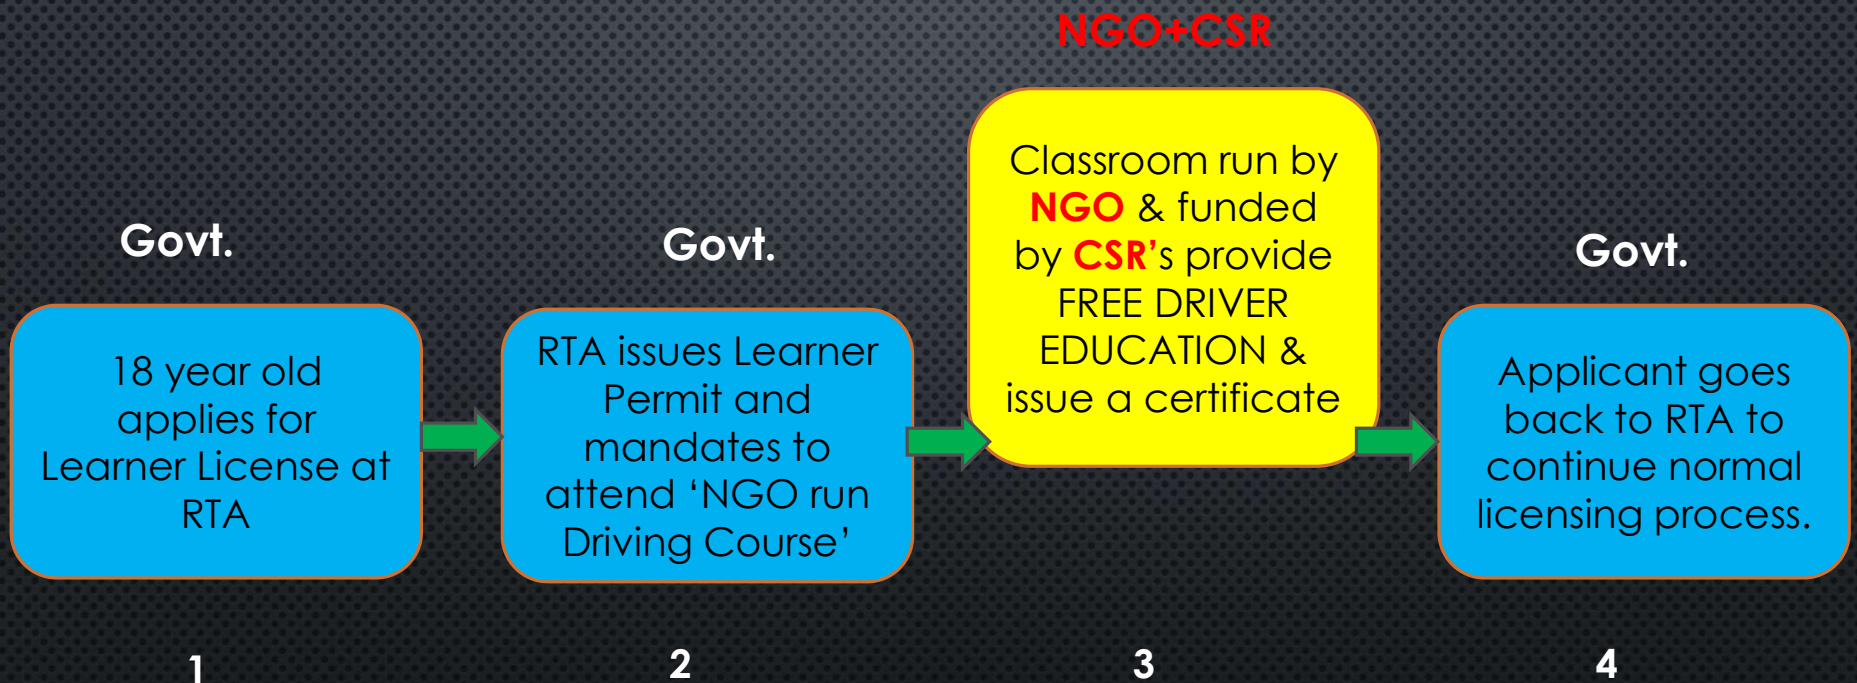 NGO+CSR
Govt.
Govt.
Govt.
18 year old
applies for
Learner License at
RTA
RTA issues Learner
Permit and
mandates to
attend ‘NGO run
Driving Course’
Classroom run by
NGO & funded
by CSR’s provide
FREE DRIVER
EDUCATION &
issue a certificate
Applicant goes
back to RTA to
continue normal
licensing process.
1
2
3
4